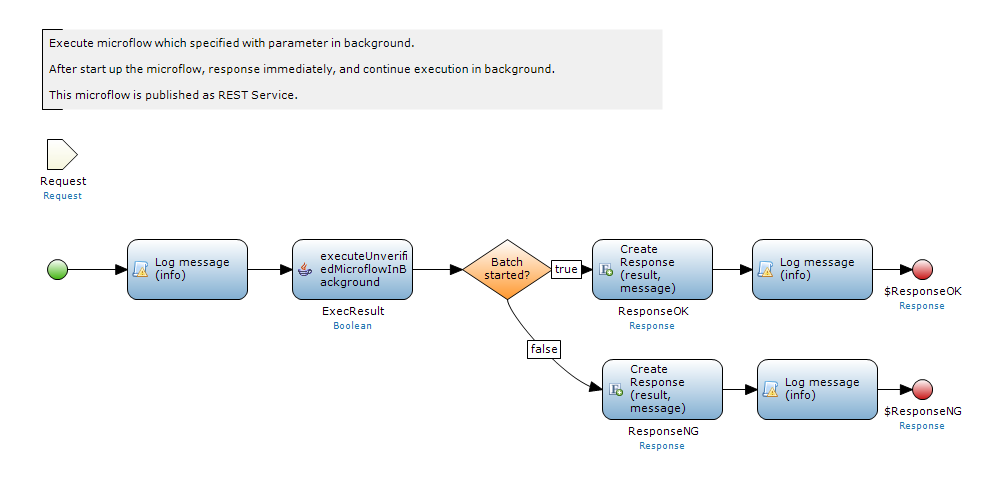 Execute microflow which specified with parameter in background.
After start up the microflow, response immediately, and continue execution in background.
This microflow is published as REST Service.
Request
Request
Log message
(info)
executeUnverifi
edMicroflowInB
ackground
ExecResult
Boolean
Batch
started?
true
Create
Response
(result,
message)
ResponseOK
Response
Log message
(info)
$ResponseOK
Response
false
Create
Response
(result,
message)
ResponseNG
Response
Log message
(info)
$ResponseNG
Response